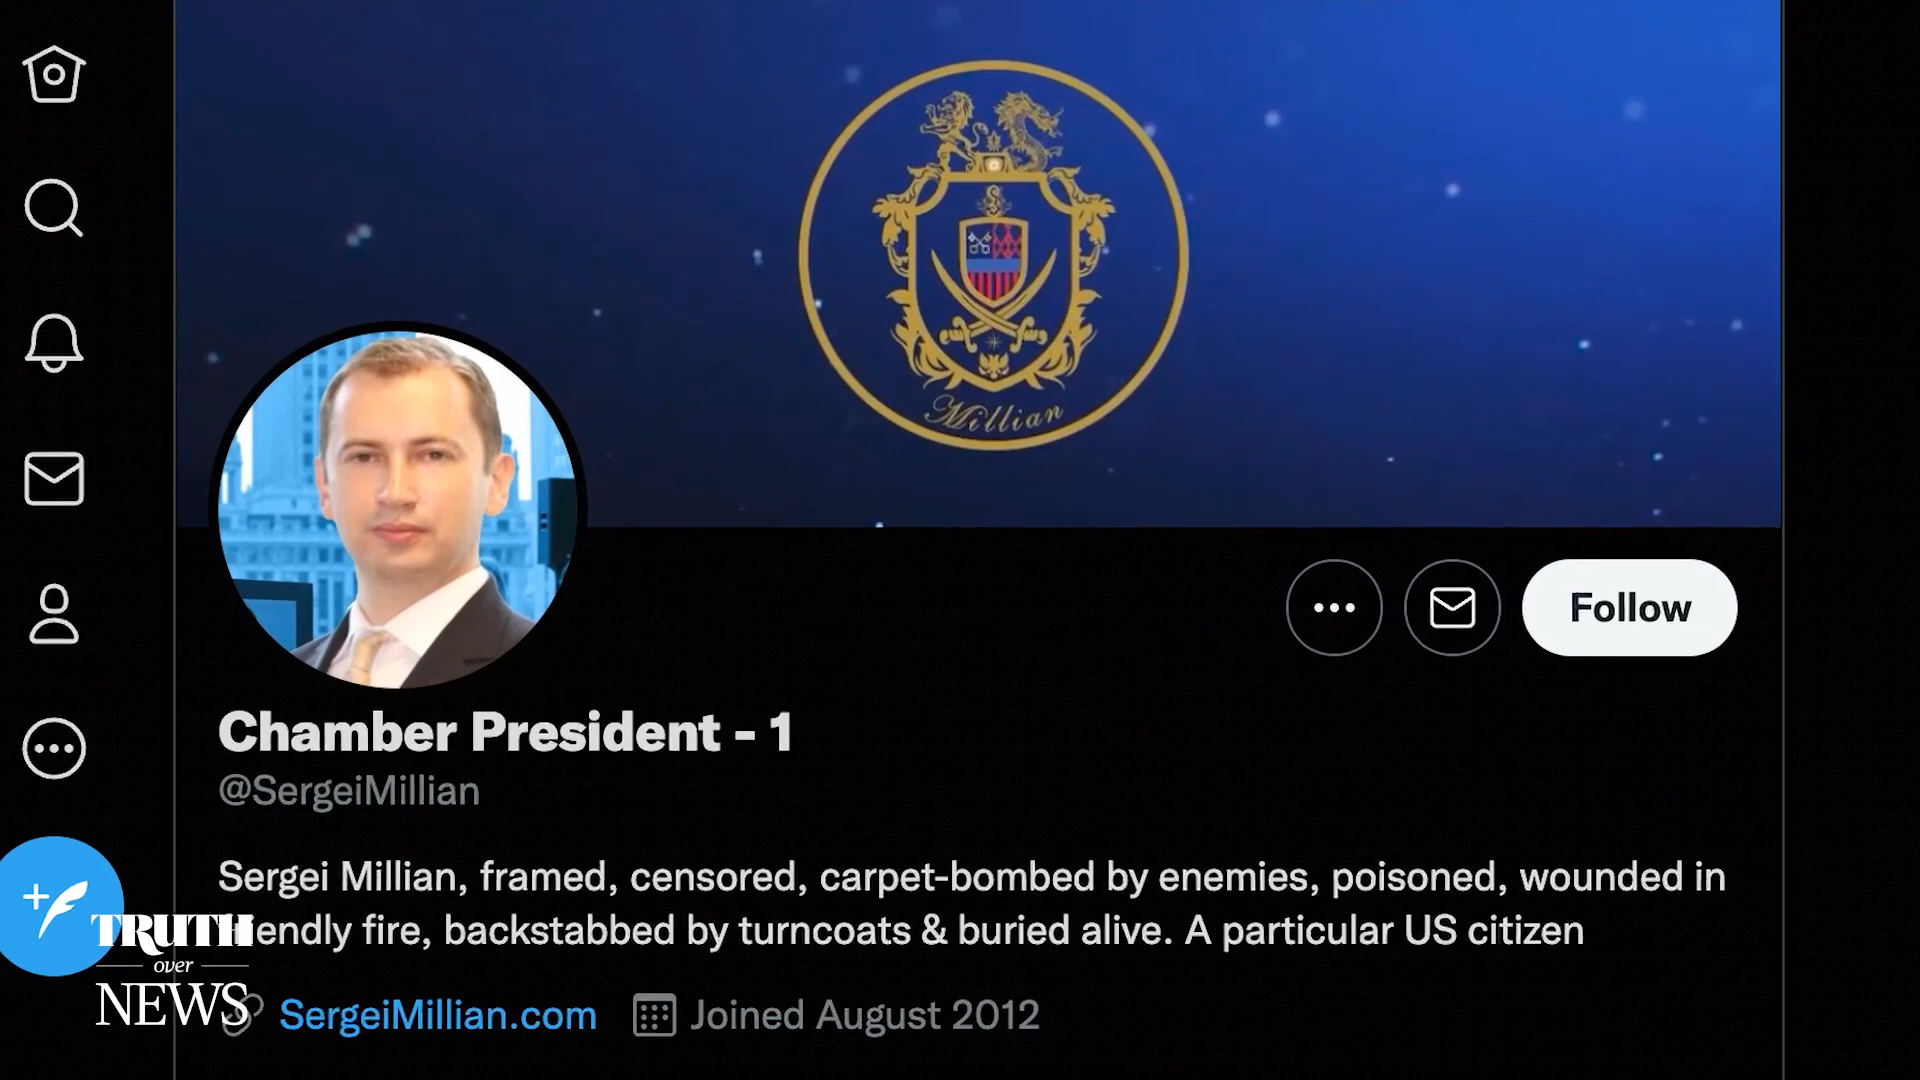 Millian
Follow
Chamber President - 1
@SergeiMillian
Sergei Millian, framed, censored, carpet-bombed by enemies, poisoned, wounded in
friendly fire, backstabbed by turncoats & buried alive. A particular US citizen
TRUTH
over
NEWS
SergeiMillian.com
Joined August 2012